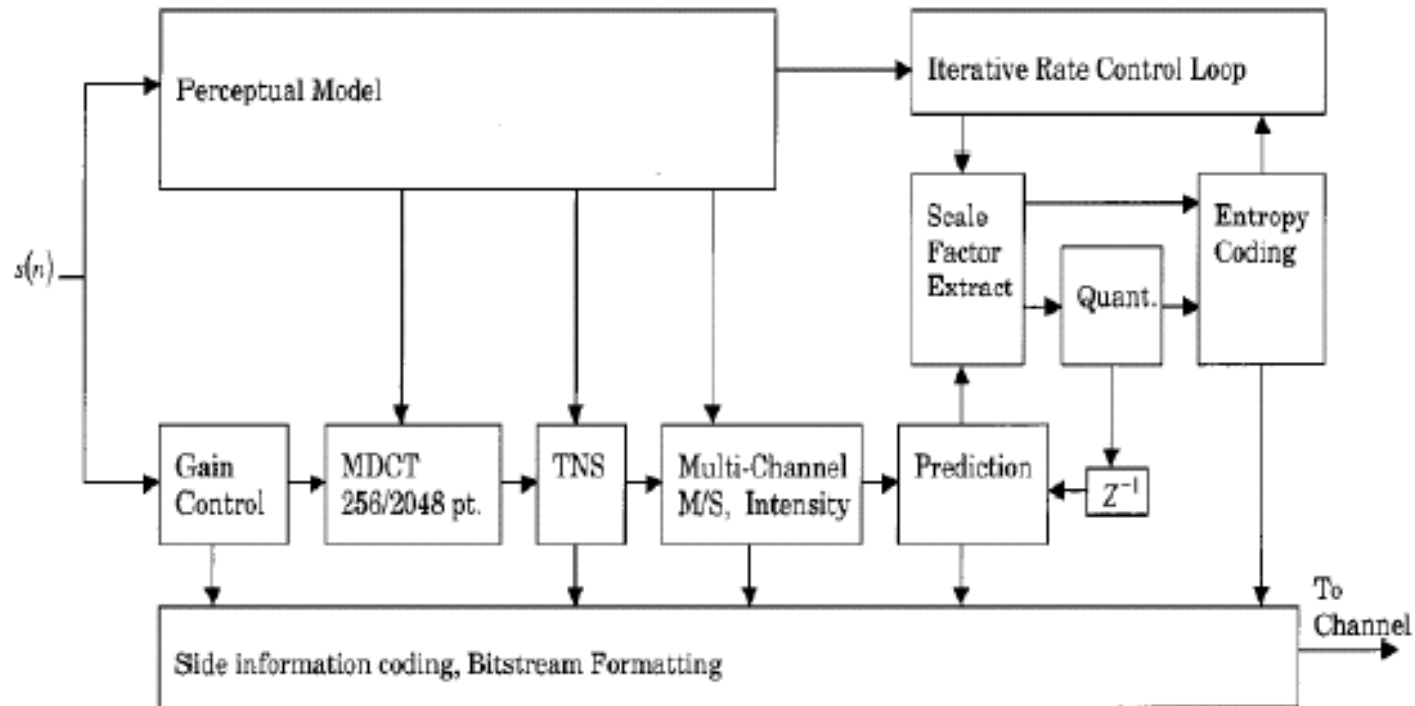 Perceptual Model
Iterative Rate Control Loop
s(n)
Scale
Factor
Extract
Quant.
Entropy
Coding
Gain
Control
MDCT
256/2048 pt.
TNS
Multi-Channel
M/S, Intensity
Prediction
Z⁻¹
To
Channel
Side information coding, Bitstream Formatting